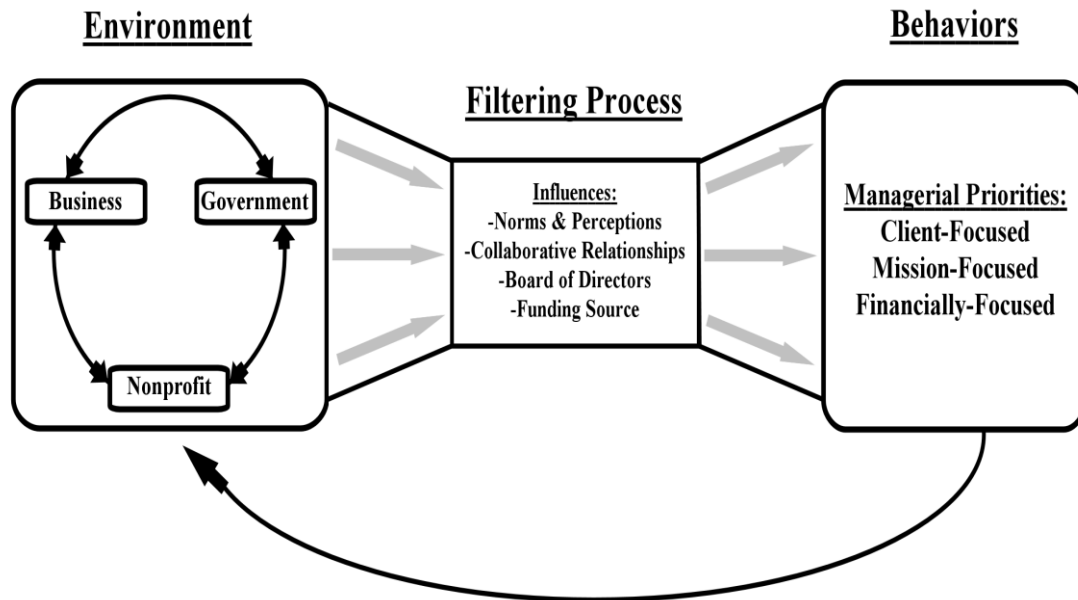 Environment
Business
Government
Nonprofit
Filtering Process
Influences:
-Norms & Perceptions
-Collaborative Relationships
-Board of Directors
-Funding Source
Behaviors
Managerial Priorities:
Client-Focused
Mission-Focused
Financially-Focused